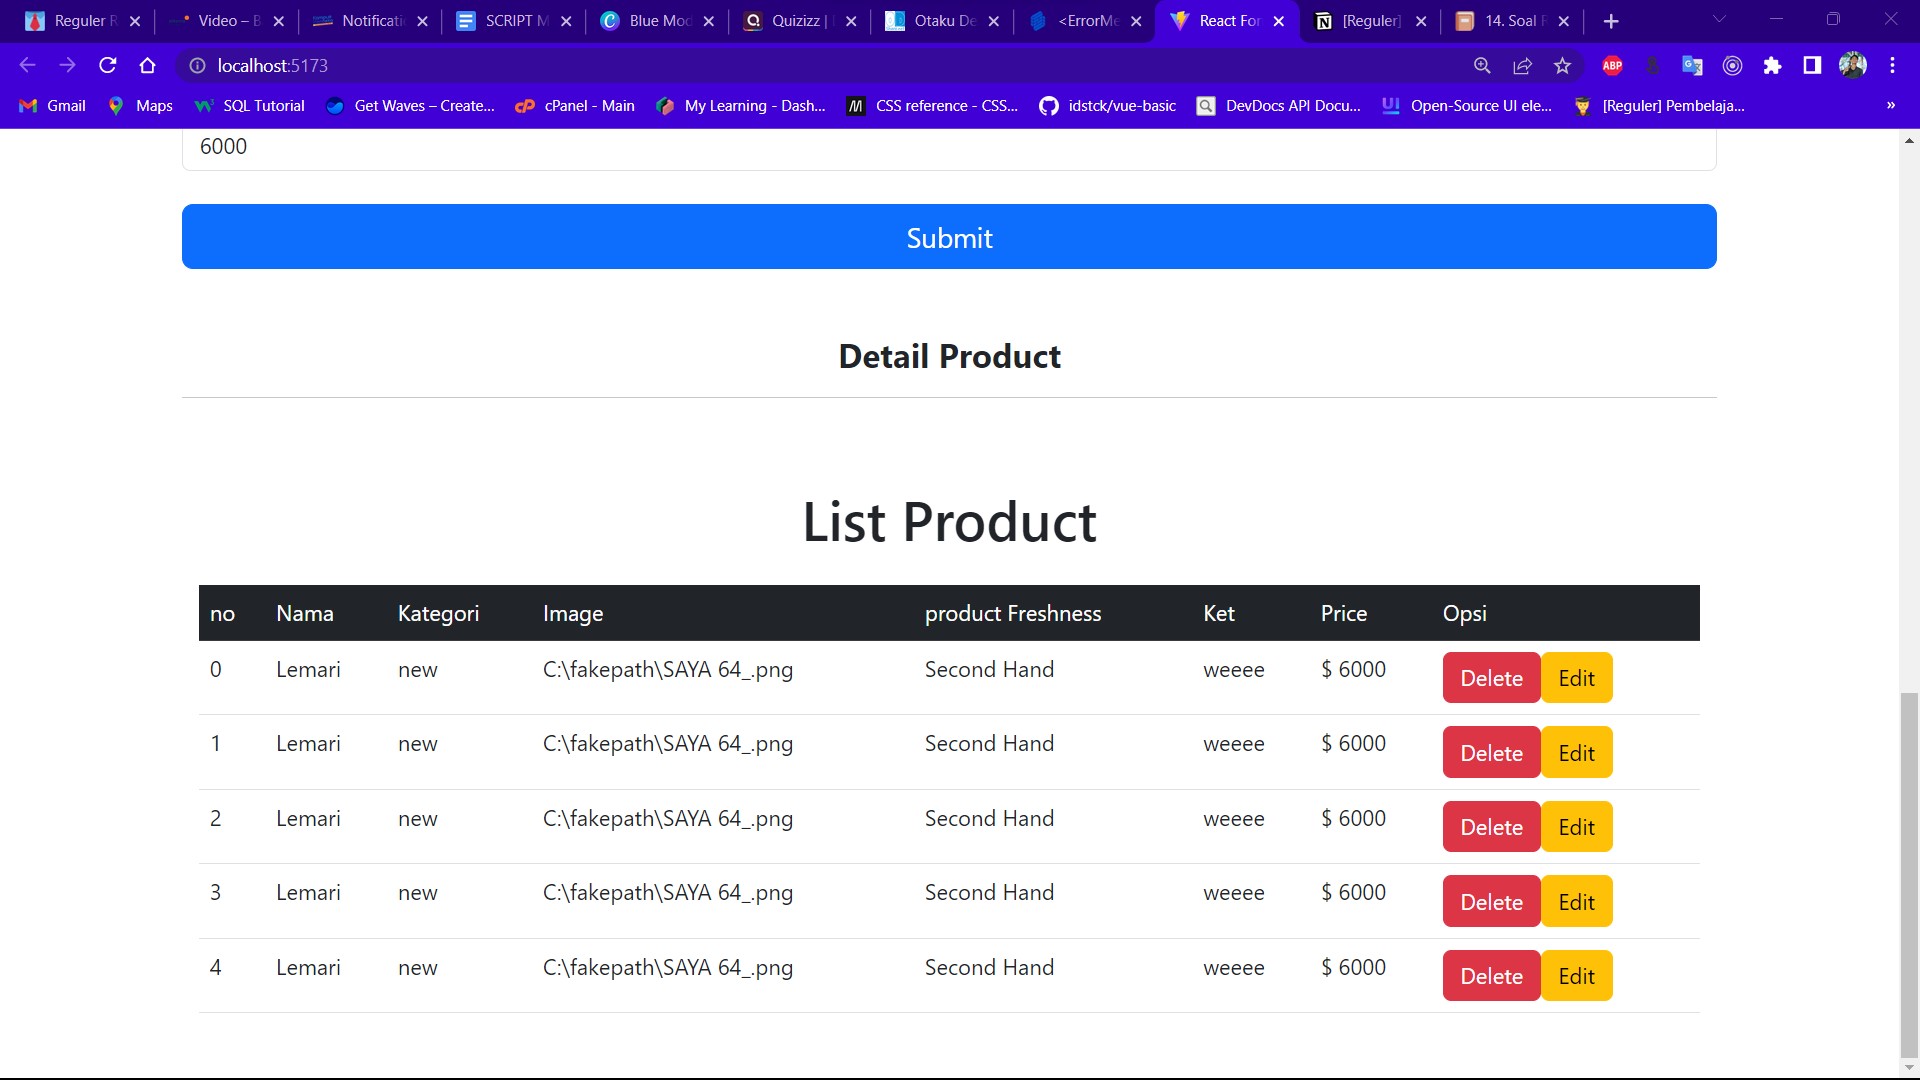 Reguler R Video – B Notificati SCRIPT M Blue Mod Quizizz | Otaku De <ErrorMe React For [Reguler] 14. Soal
localhost:5173
Gmail Maps SQL Tutorial Get Waves – Create... cPanel - Main My Learning - Dash... CSS reference - CSS... idstck/vue-basic DevDocs API Docu... Open-Source UI ele... [Reguler] Pembelaja... »
6000
Submit
Detail Product
List Product
no Nama Kategori Image product Freshness Ket Price Opsi
0 Lemari new C:\fakepath\SAYA 64_.png Second Hand weeee $ 6000 Delete Edit
1 Lemari new C:\fakepath\SAYA 64_.png Second Hand weeee $ 6000 Delete Edit
2 Lemari new C:\fakepath\SAYA 64_.png Second Hand weeee $ 6000 Delete Edit
3 Lemari new C:\fakepath\SAYA 64_.png Second Hand weeee $ 6000 Delete Edit
4 Lemari new C:\fakepath\SAYA 64_.png Second Hand weeee $ 6000 Delete Edit